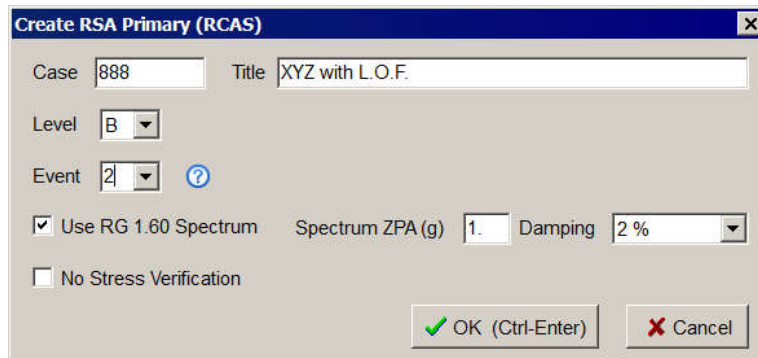 Create RSA Primary (RCAS)
Case 888 Title XYZ with L.O.F.
Level B
Event 2 ?
Use RG 1.60 Spectrum Spectrum ZPA (g) 1. Damping 2 %
No Stress Verification
OK (Ctrl-Enter) Cancel